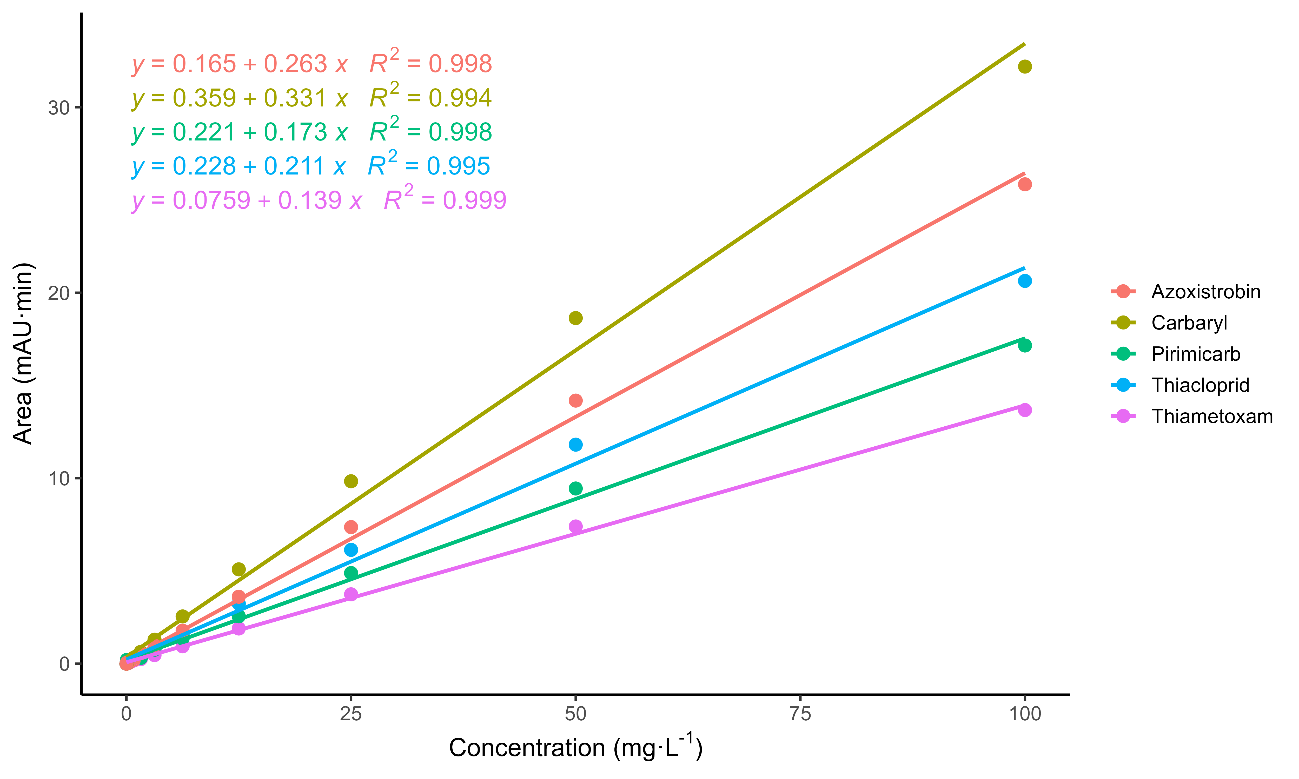 y = 0.165 + 0.263 x R² = 0.998
y = 0.359 + 0.331 x R² = 0.994
y = 0.221 + 0.173 x R² = 0.998
y = 0.228 + 0.211 x R² = 0.995
y = 0.0759 + 0.139 x R² = 0.999
Area (mAU·min)
30
20
10
0
0 25 50 75 100
Concentration (mg·L⁻¹)
Azoxistrobin
Carbaryl
Pirimicarb
Thiacloprid
Thiametoxam